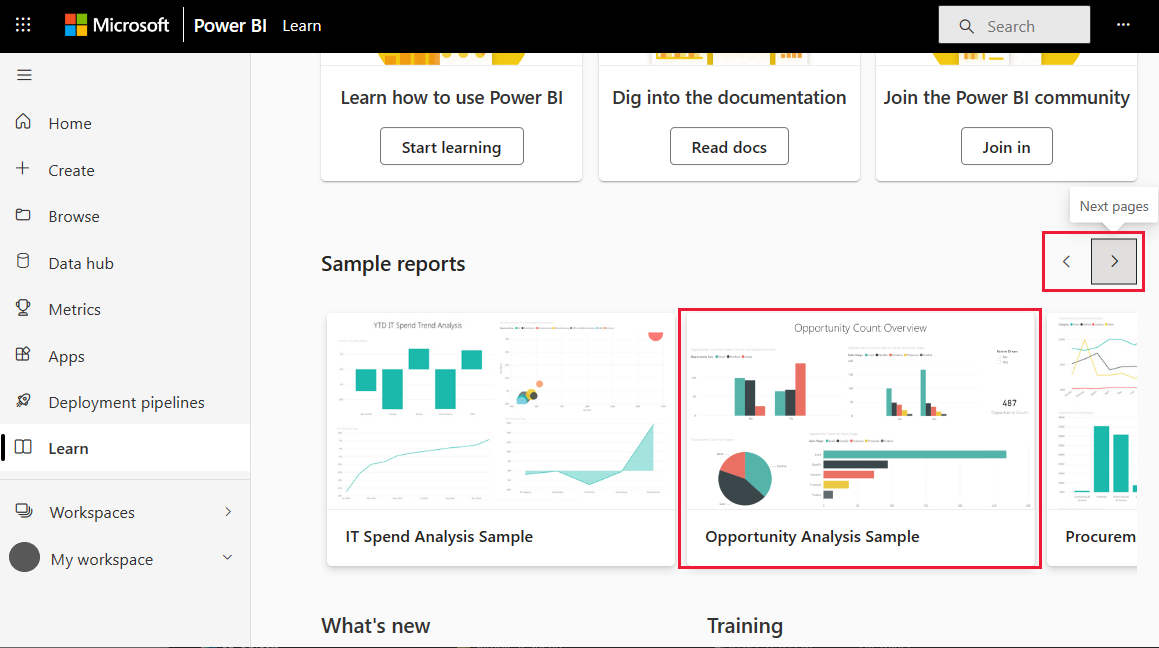 Microsoft Power BI Learn
Search
Home
Create
Browse
Data hub
Metrics
Apps
Deployment pipelines
Learn
Workspaces
My workspace
Learn how to use Power BI
Start learning
Dig into the documentation
Read docs
Join the Power BI community
Join in
Next pages
Sample reports
YTD IT Spend Trend Analysis
IT Spend Analysis Sample
Opportunity Count Overview
487
Opportunity Count
Opportunity Analysis Sample
Procurem
What's new
Training